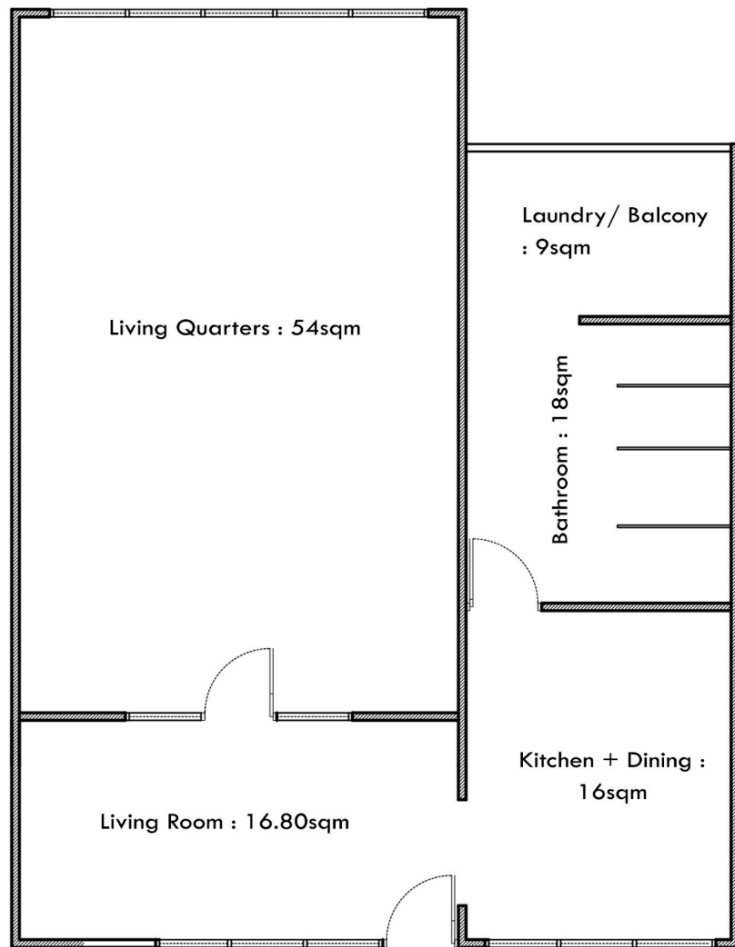 Laundry/ Balcony
: 9sqm
Living Quarters : 54sqm
Bathroom : 18sqm
Kitchen + Dining :
16sqm
Living Room : 16.80sqm